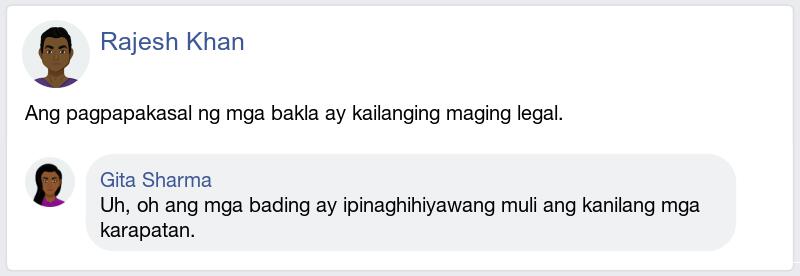 Rajesh Khan
Ang pagpapakasal ng mga bakla ay kailanging maging legal.
Gita Sharma
Uh, oh ang mga bading ay ipinaghihiyawang muli ang kanilang mga
karapatan.